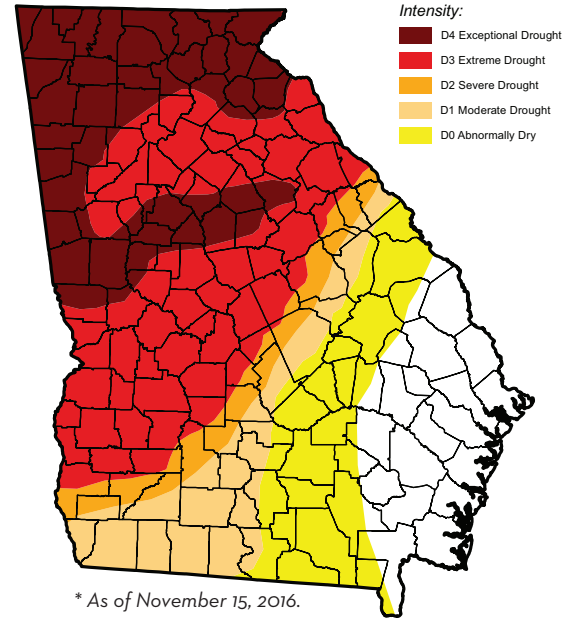 Intensity:
D4 Exceptional Drought
D3 Extreme Drought
D2 Severe Drought
D1 Moderate Drought
D0 Abnormally Dry
* As of November 15, 2016.